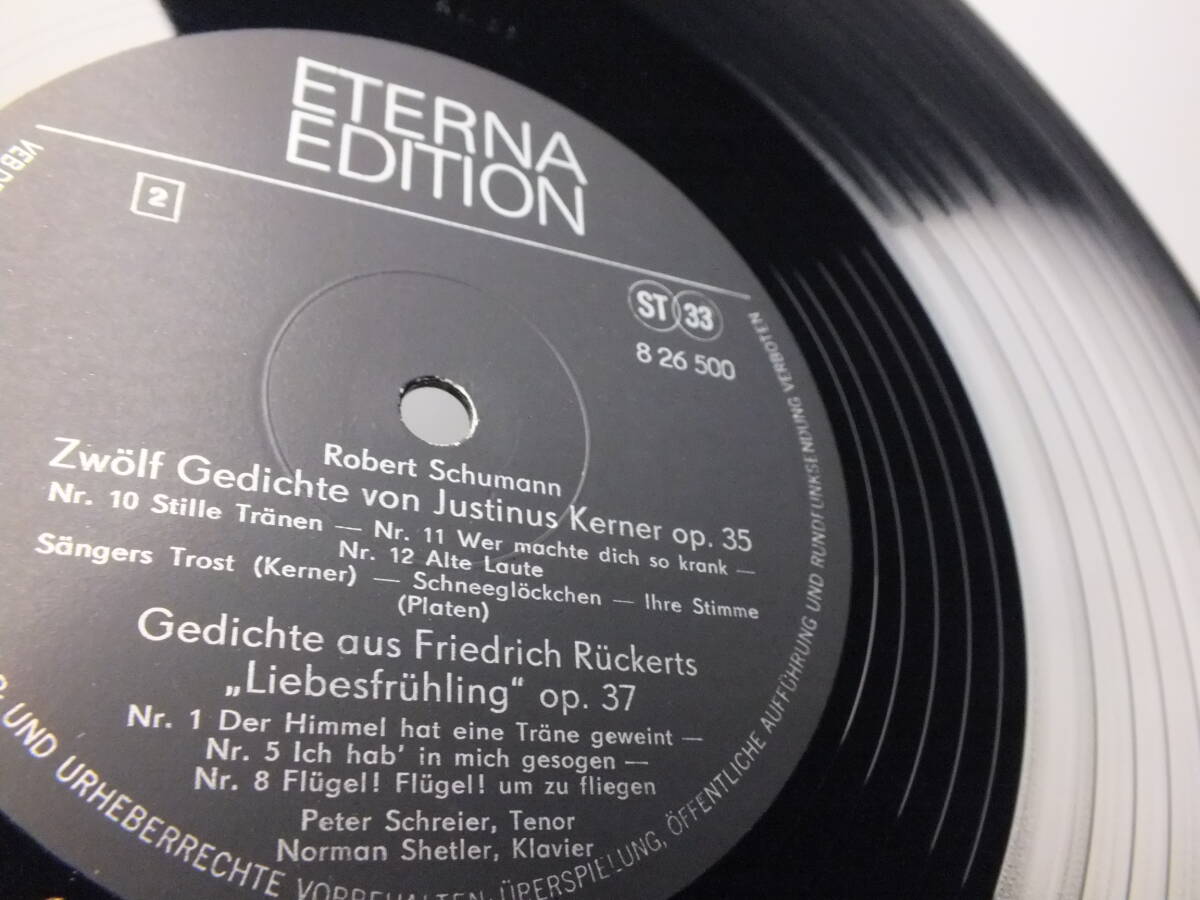 ETERNA
EDITION
2
ST 33
8 26 500
Robert Schumann
Zwölf Gedichte von Justinus Kerner op. 35
Nr. 10 Stille Tränen — Nr. 11 Wer machte dich so krank —
Nr. 12 Alte Laute
Sängers Trost (Kerner) — Schneeglöckchen — Ihre Stimme
(Platen)
Gedichte aus Friedrich Rückerts
„Liebesfrühling“ op. 37
Nr. 1 Der Himmel hat eine Träne geweint —
Nr. 5 Ich hab' in mich gesogen —
Nr. 8 Flügel! Flügel! um zu fliegen
Peter Schreier, Tenor
Norman Shetler, Klavier
UND URHEBERRECHTE VORBEHALTEN. ÜBERSPIELUNG, ÖFFENTLICHE AUFFÜHRUNG UND RUNDFUNKSENDUNG VERBOTEN